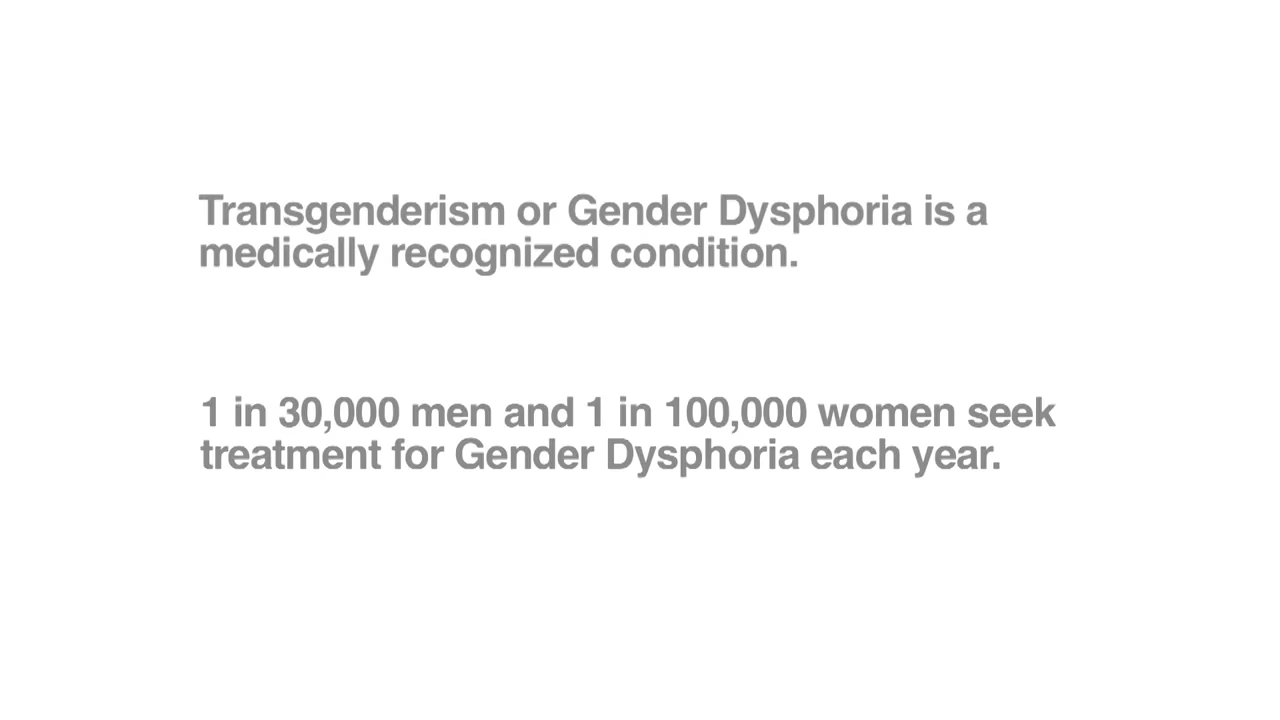 Transgenderism or Gender Dysphoria is a
medically recognized condition.
1 in 30,000 men and 1 in 100,000 women seek
treatment for Gender Dysphoria each year.